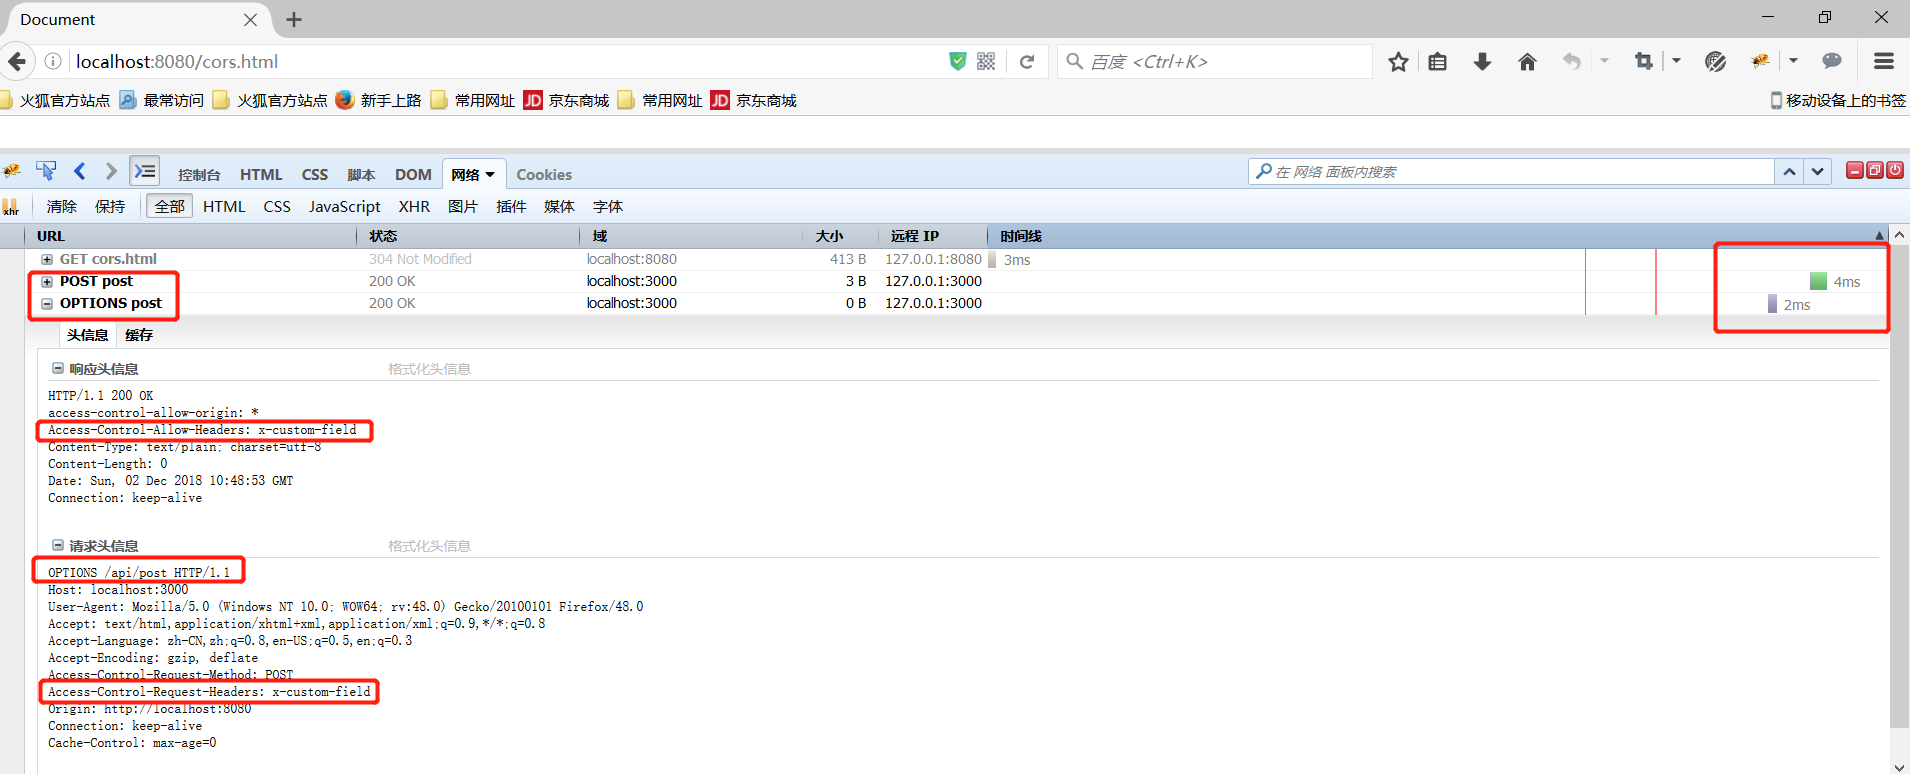 Document
localhost:8080/cors.html
百度 <Ctrl+K>
火狐官方站点 最常访问 火狐官方站点 新手上路 常用网址 JD 京东商城 常用网址 JD 京东商城 移动设备上的书签
控制台 HTML CSS 脚本 DOM 网络 Cookies
在 网络 面板内搜索
xhr 清除 保持 全部 HTML CSS JavaScript XHR 图片 插件 媒体 字体
URL 状态 域 大小 远程 IP 时间线
GET cors.html 304 Not Modified localhost:8080 413 B 127.0.0.1:8080 3ms
POST post 200 OK localhost:3000 3 B 127.0.0.1:3000 4ms
OPTIONS post 200 OK localhost:3000 0 B 127.0.0.1:3000 2ms
头信息 缓存
响应头信息 格式化头信息
HTTP/1.1 200 OK
access-control-allow-origin: *
Access-Control-Allow-Headers: x-custom-field
Content-Type: text/plain; charset=utf-8
Content-Length: 0
Date: Sun, 02 Dec 2018 10:48:53 GMT
Connection: keep-alive
请求头信息 格式化头信息
OPTIONS /api/post HTTP/1.1
Host: localhost:3000
User-Agent: Mozilla/5.0 (Windows NT 10.0; WOW64; rv:48.0) Gecko/20100101 Firefox/48.0
Accept: text/html,application/xhtml+xml,application/xml;q=0.9,*/*;q=0.8
Accept-Language: zh-CN,zh;q=0.8,en-US;q=0.5,en;q=0.3
Accept-Encoding: gzip, deflate
Access-Control-Request-Method: POST
Access-Control-Request-Headers: x-custom-field
Origin: http://localhost:8080
Connection: keep-alive
Cache-Control: max-age=0